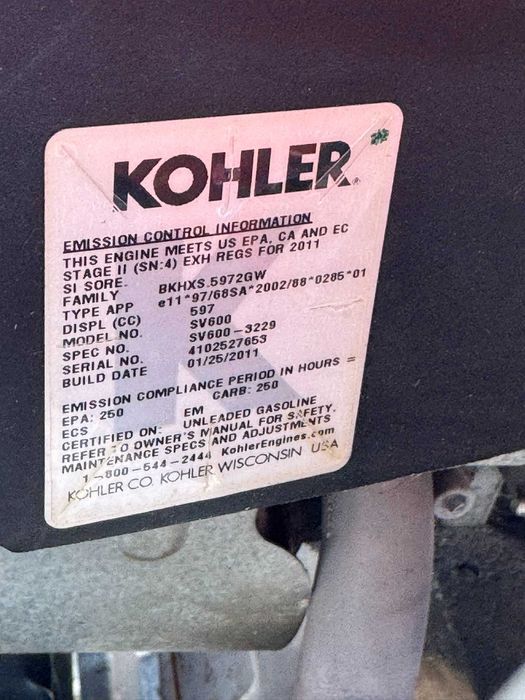 KOHLER®
EMISSION CONTROL INFORMATION
THIS ENGINE MEETS US EPA, CA AND EC
STAGE II (SN:4) EXH REGS FOR 2011
SI SORE.
FAMILY BKHXS.5972GW
TYPE APP e11*97/68SA*2002/88*0285*01
DISPL (CC) 597
MODEL NO. SV600
SPEC NO. SV600-3229
SERIAL NO. 4102527653
BUILD DATE 01/25/2011
EMISSION COMPLIANCE PERIOD IN HOURS =
EPA: 250 CARB: 250
ECS EM
CERTIFIED ON: UNLEADED GASOLINE
REFER TO OWNER'S MANUAL FOR SAFETY,
MAINTENANCE SPECS AND ADJUSTMENTS
1-800-544-2444 KohlerEngines.com
KOHLER CO. KOHLER WISCONSIN USA